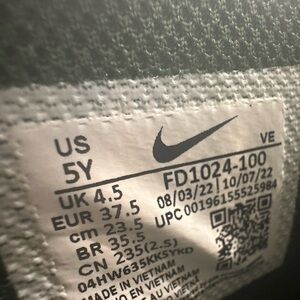 US
5Y
VE
UK 4.5
EUR 37.5
cm 23.5
BR 35.5
CN 235(2.5)
FD1024-100
08/03/22 | 10/07/22
UPC 00196155525984
04HW635KKSYKD
MADE IN VIETNAM